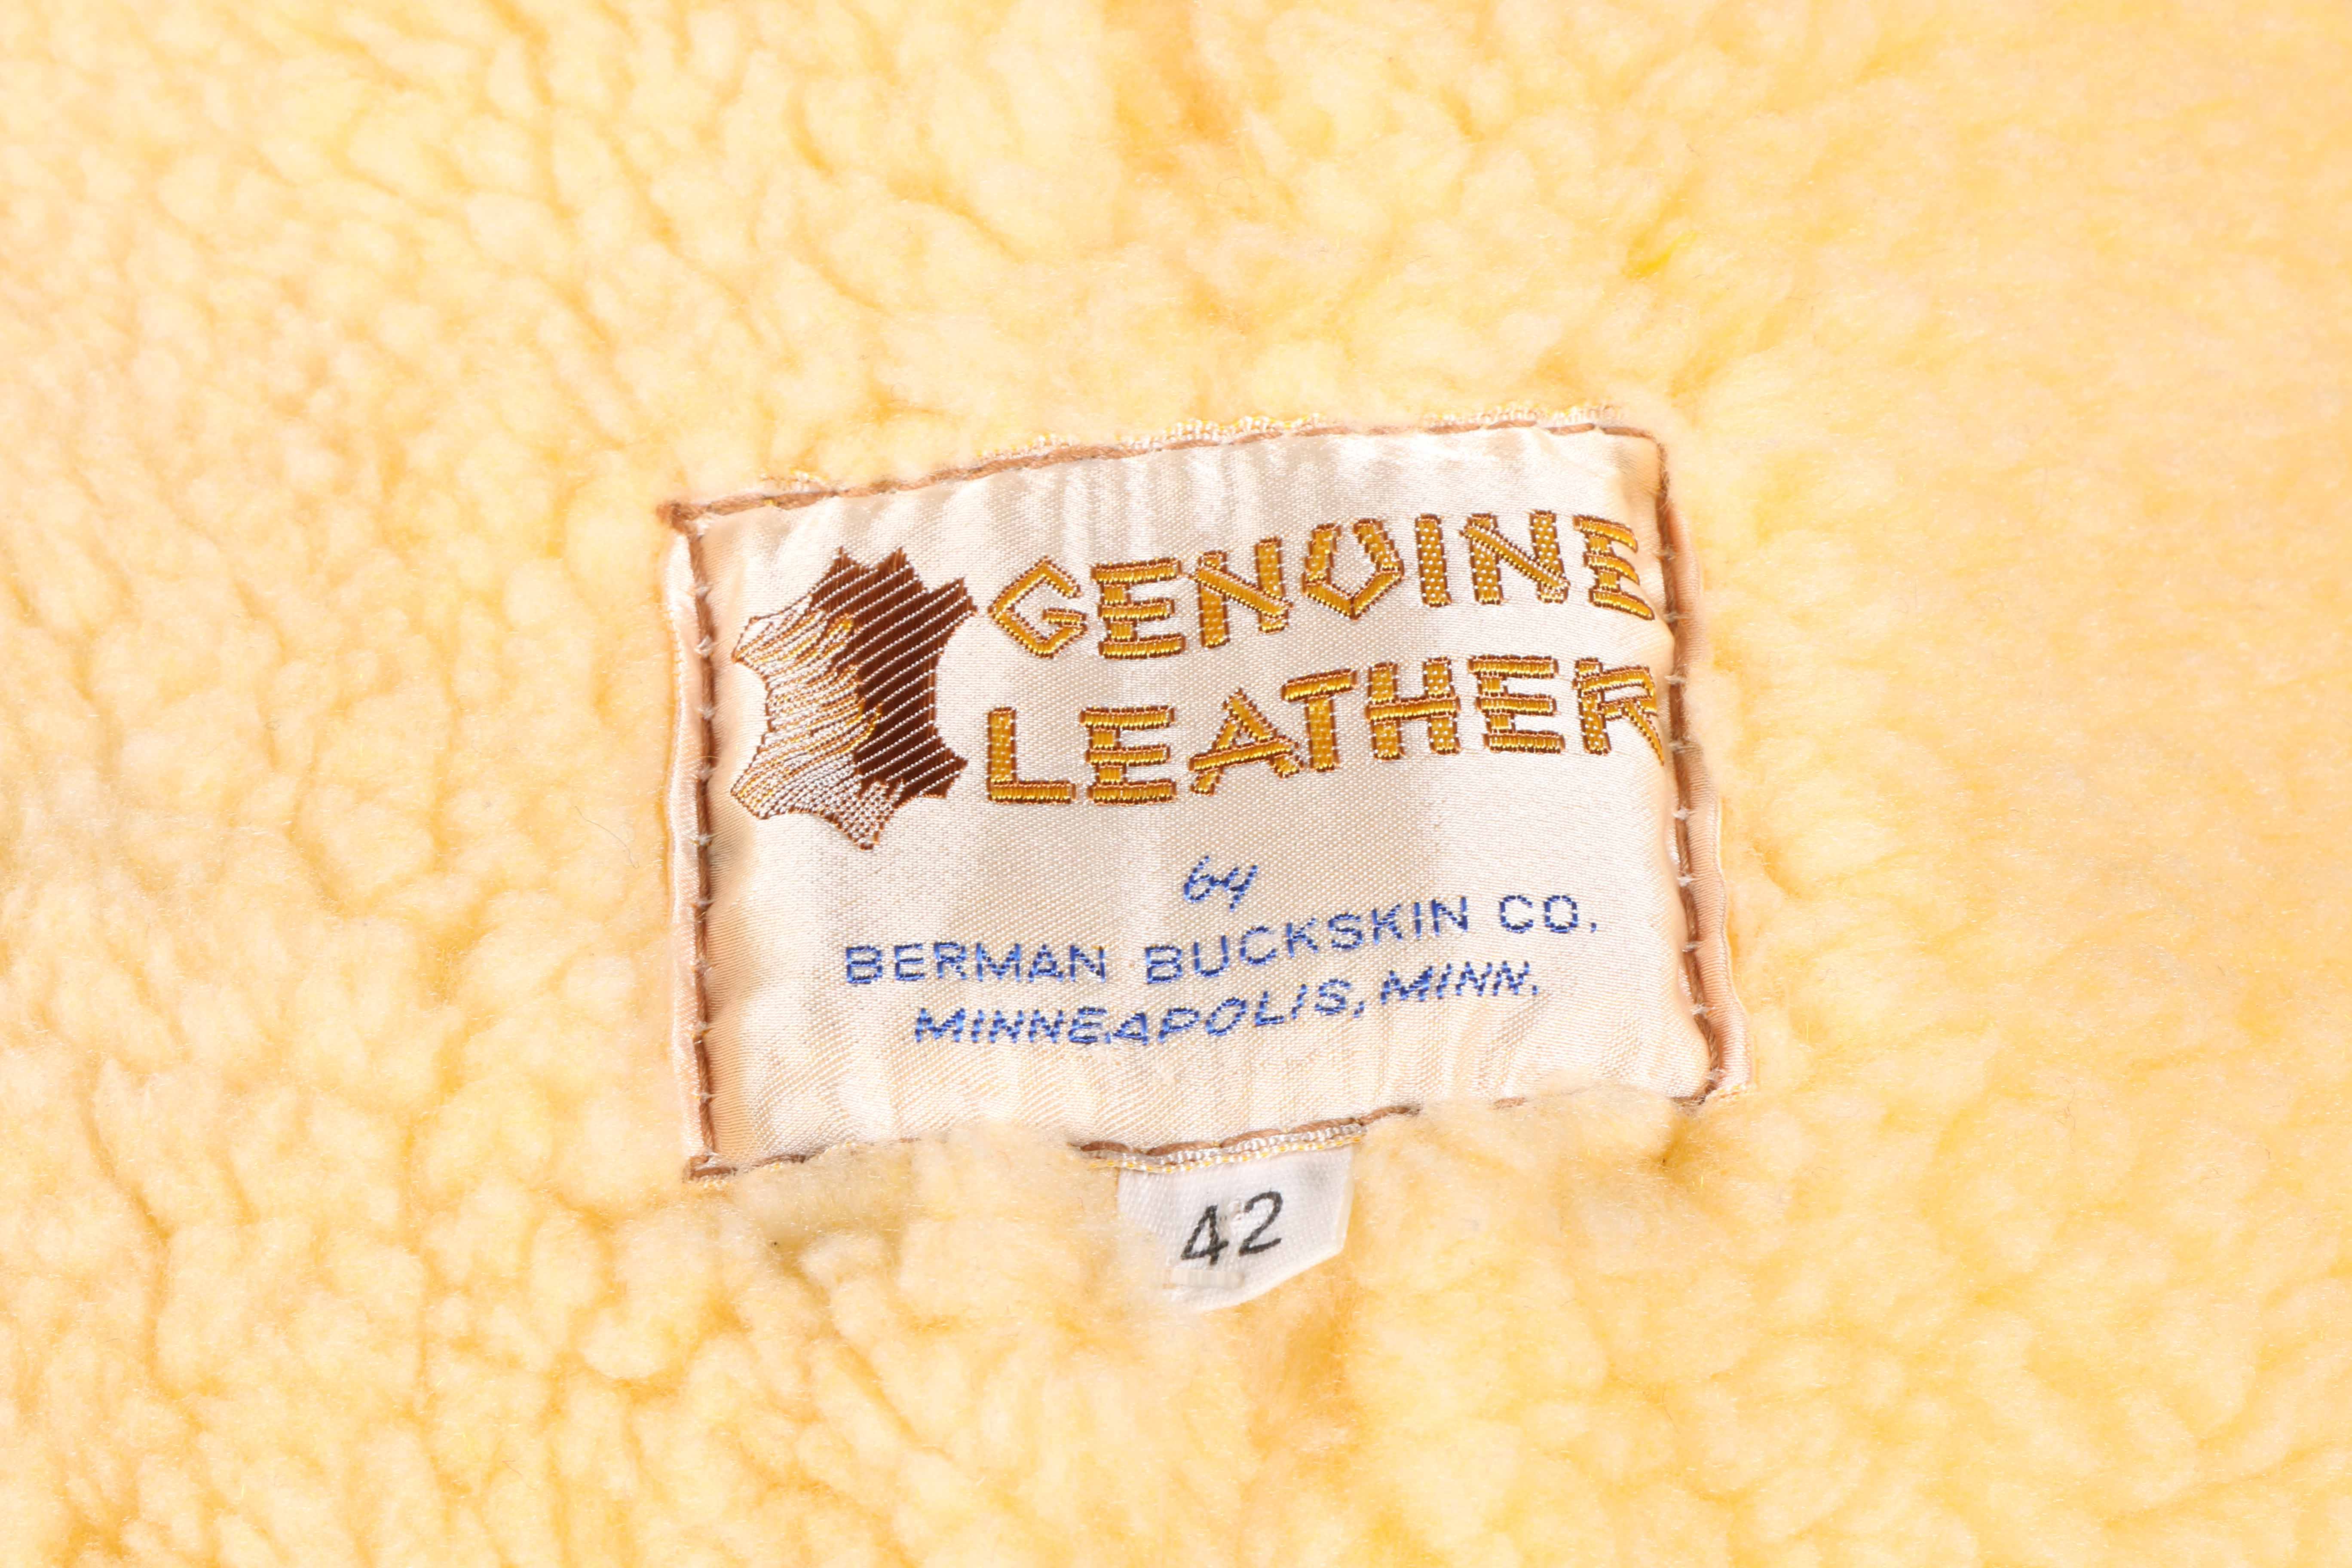 GENUINE
LEATHER
by
BERMAN BUCKSKIN CO.
MINNEAPOLIS, MINN.
42